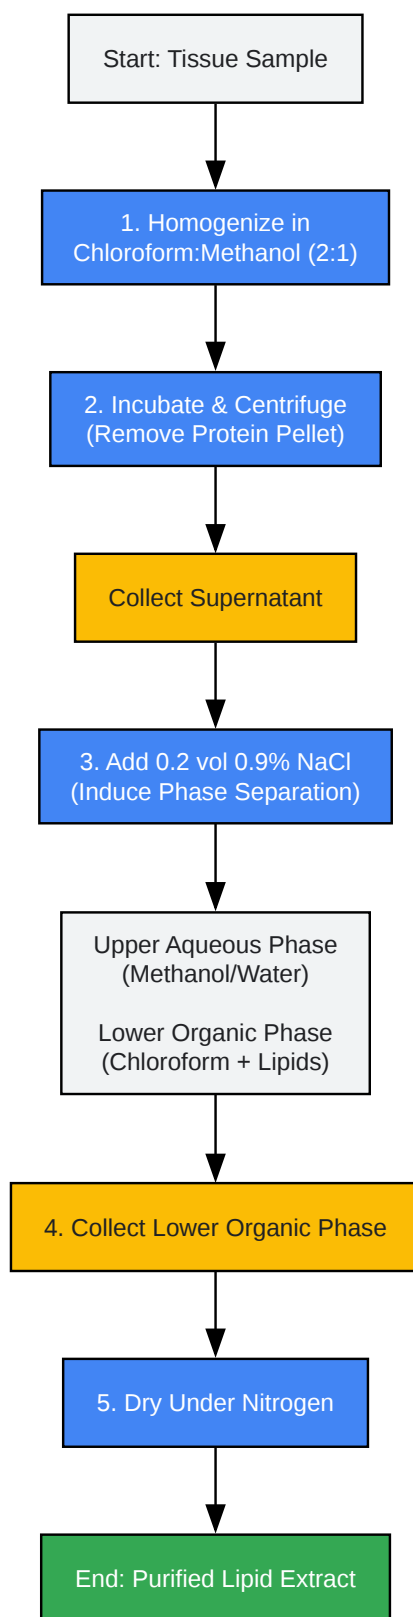 Start: Tissue Sample
1. Homogenize in
Chloroform:Methanol (2:1)
2. Incubate & Centrifuge
(Remove Protein Pellet)
Collect Supernatant
3. Add 0.2 vol 0.9% NaCl
(Induce Phase Separation)
Upper Aqueous Phase
(Methanol/Water)
Lower Organic Phase
(Chloroform + Lipids)
4. Collect Lower Organic Phase
5. Dry Under Nitrogen
End: Purified Lipid Extract